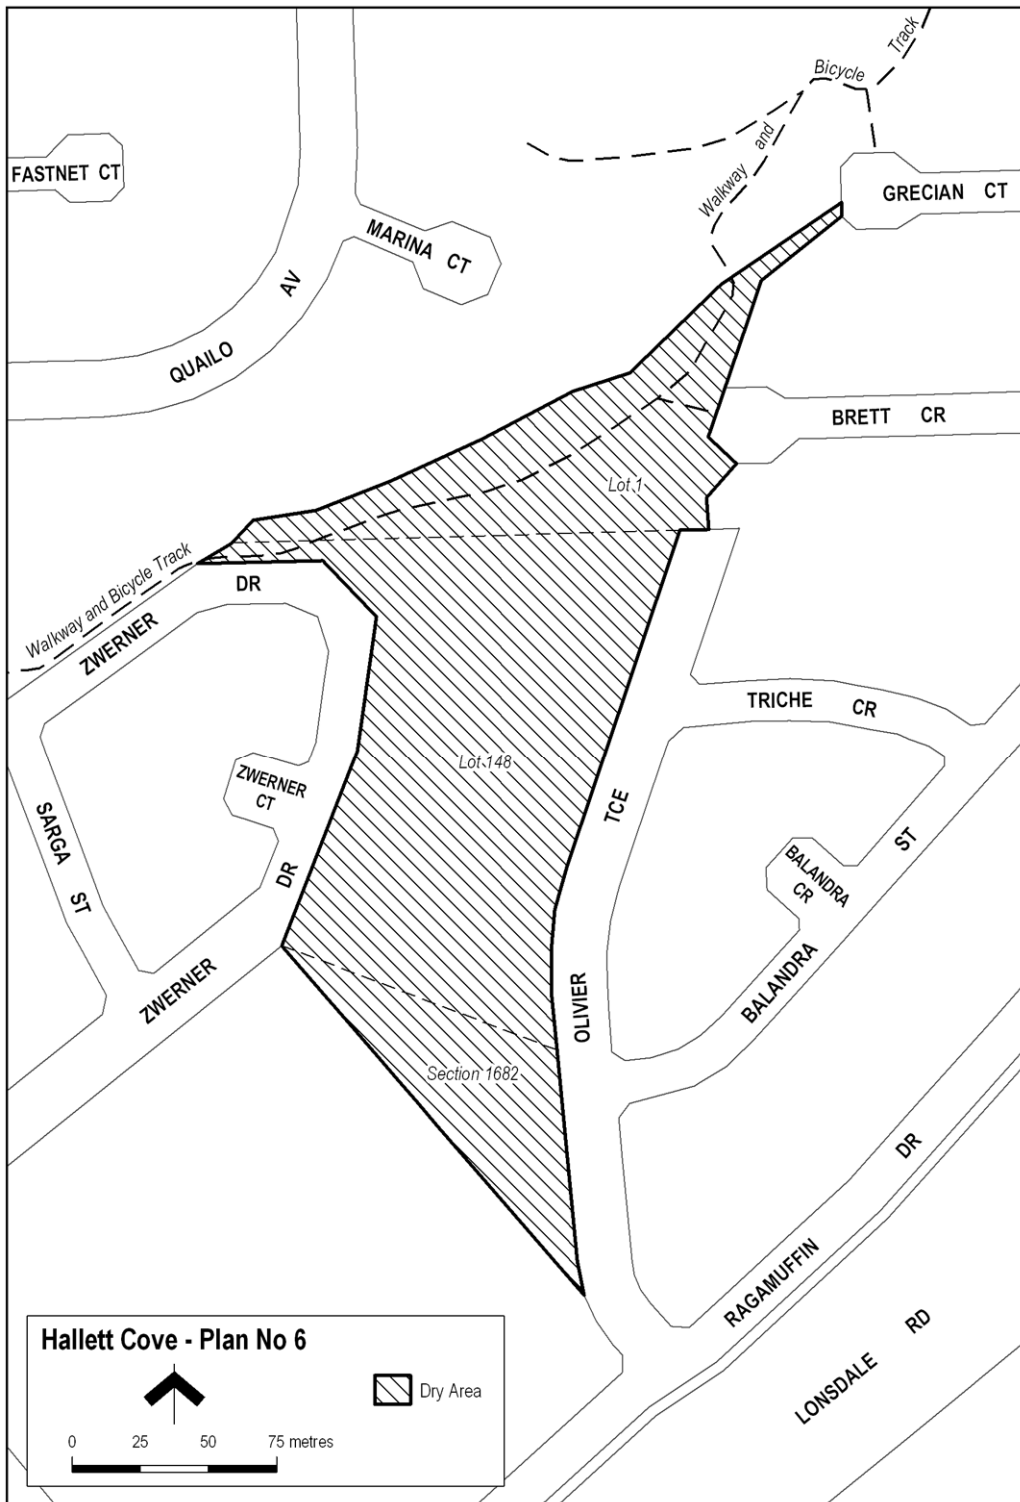 Track
Bicycle
Walkway and
FASTNET CT
GRECIAN CT
MARINA CT
QUAILO AV
BRETT CR
Lot 1
Walkway and Bicycle Track
ZWERNER DR
TRICHE CR
Lot 148
ZWERNER
CT
SARGA ST
OLIVIER TCE
BALANDRA
CR
ZWERNER DR
BALANDRA ST
Section 1682
RAGAMUFFIN DR
LONSDALE RD
Hallett Cove - Plan No 6
Dry Area
0 25 50 75 metres